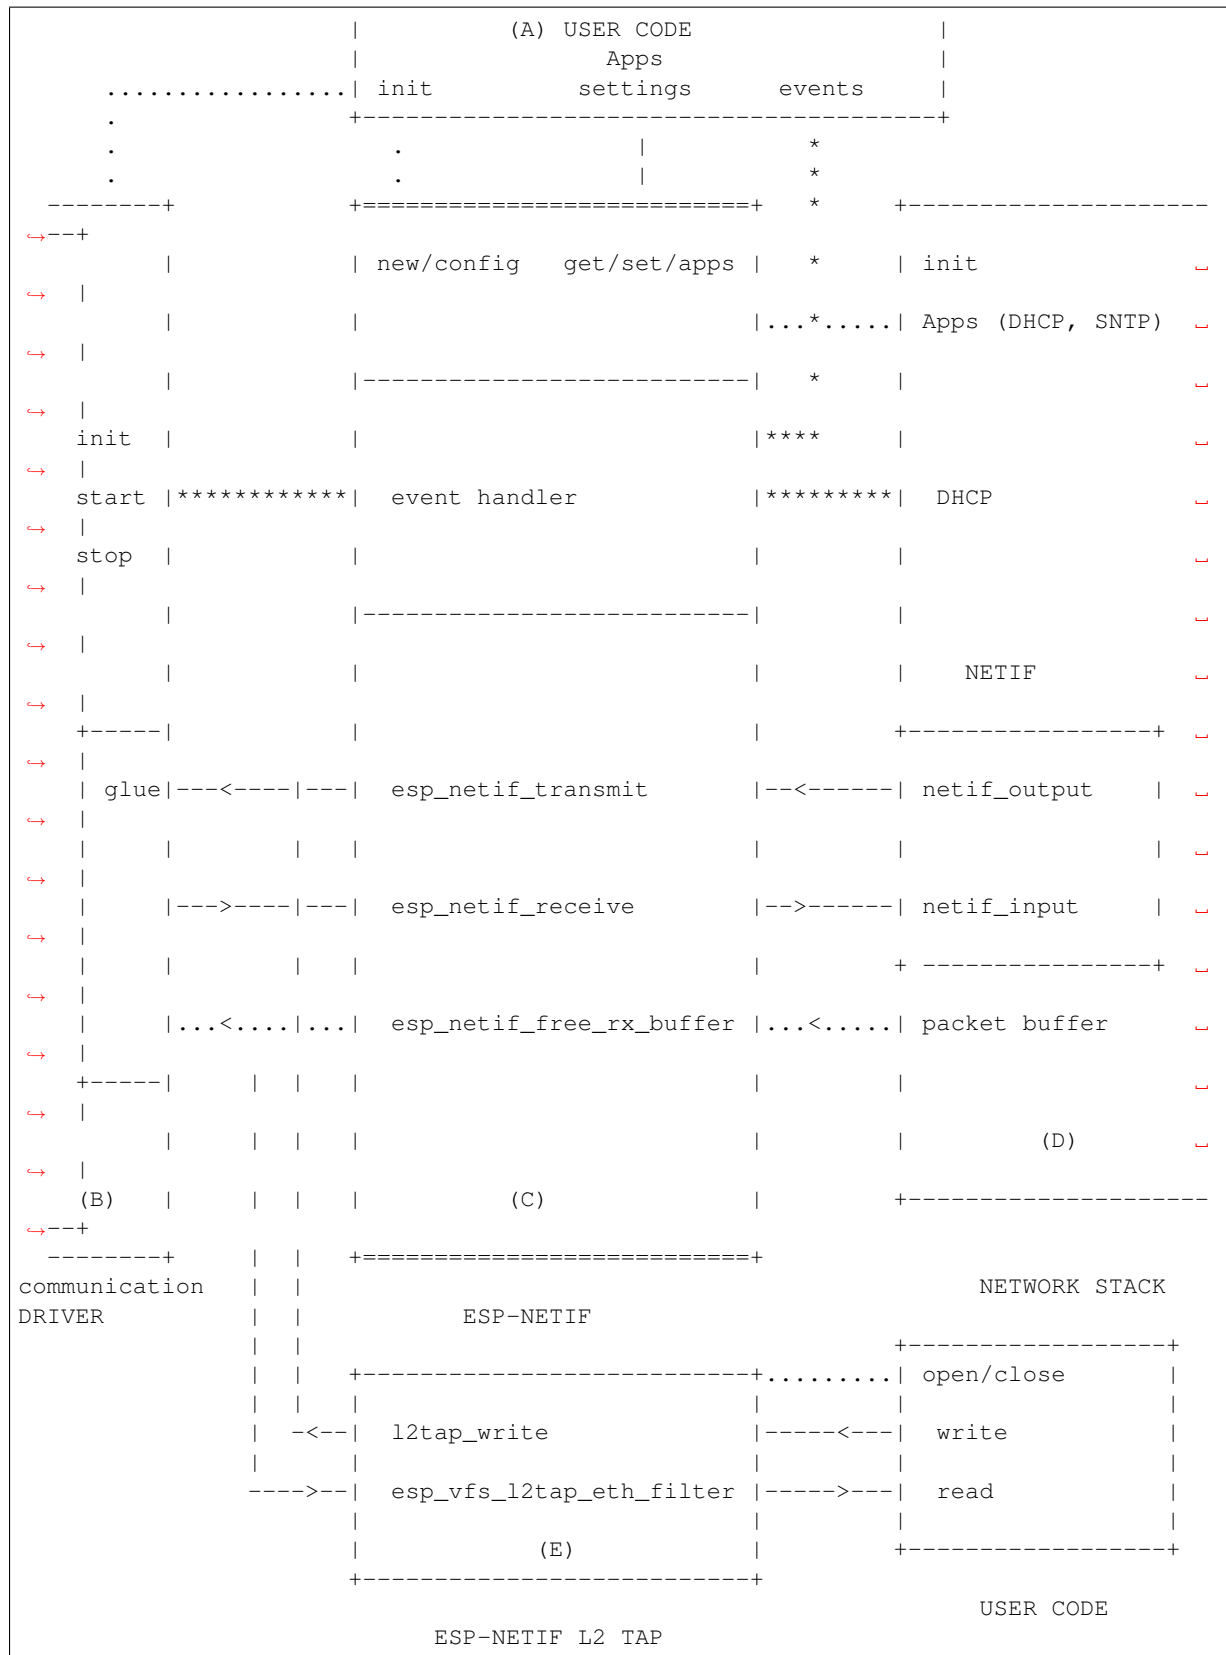 |          (A) USER CODE                 |
|                 Apps                   |
.................| init          settings      events     |
.                +----------------------------------------+
.                   .                |           *
.                   .                |           *
--------+            +===========================+   *     +---------------------
↪--+
|            | new/config   get/set/apps |   *     | init               ␣
↪  |
|            |                           |...*.....| Apps (DHCP, SNTP)  ␣
↪  |
|            |---------------------------|   *     |                    ␣
↪  |
init  |            |                           |****     |                    ␣
↪  |
start |************|  event handler            |*********|  DHCP              ␣
↪  |
stop  |            |                           |         |                    ␣
↪  |
|            |---------------------------|         |                    ␣
↪  |
|            |                           |         |    NETIF           ␣
↪  |
+-----|            |                           |         +-----------------+  ␣
↪  |
| glue|---<----|---|  esp_netif_transmit       |--<------| netif_output    |  ␣
↪  |
|     |        |   |                           |         |                 |  ␣
↪  |
|     |--->----|---|  esp_netif_receive        |-->------| netif_input     |  ␣
↪  |
|     |        |   |                           |         + ----------------+  ␣
↪  |
|     |...<....|...|  esp_netif_free_rx_buffer |...<.....| packet buffer      ␣
↪  |
+-----|     |  |   |                           |         |                    ␣
↪  |
|     |  |   |                           |         |         (D)        ␣
↪  |
(B)  |     |  |   |          (C)              |         +---------------------
↪--+
--------+     |  |   +===========================+
communication   |  |                                               NETWORK STACK
DRIVER          |  |           ESP-NETIF
|  |                                         +------------------+
|  |   +---------------------------+.........| open/close       |
|  |   |                           |         |                  |
|  -<--|  l2tap_write              |-----<---|  write           |
|      |                           |         |                  |
---->--|  esp_vfs_l2tap_eth_filter |----->---|  read            |
|                           |         |                  |
|            (E)            |         +------------------+
+---------------------------+
USER CODE
ESP-NETIF L2 TAP